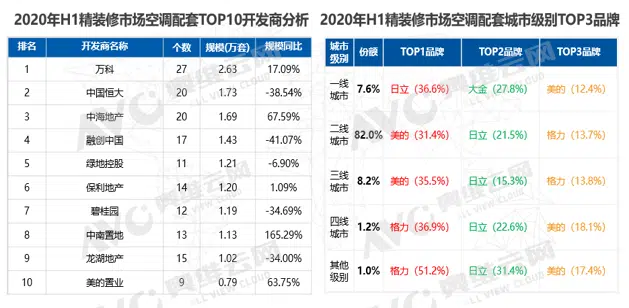 2020年H1精装修市场空调配套TOP10开发商分析
排名 开发商名称 个数 规模(万套) 规模同比
1 万科 27 2.63 17.09%
2 中国恒大 20 1.73 -38.54%
3 中海地产 20 1.69 67.59%
4 融创中国 17 1.43 -41.07%
5 绿地控股 11 1.21 -6.90%
6 保利地产 14 1.20 1.09%
7 碧桂园 12 1.19 -34.69%
8 中南置地 13 1.13 165.29%
9 龙湖地产 15 1.02 -34.00%
10 美的置业 9 0.79 63.75%
2020年H1精装修市场空调配套城市级别TOP3品牌
城市级别 份额 TOP1品牌 TOP2品牌 TOP3品牌
一线城市 7.6% 日立(36.6%) 大金(27.8%) 美的(12.4%)
二线城市 82.0% 美的(31.4%) 日立(21.5%) 格力(13.7%)
三线城市 8.2% 美的(35.5%) 日立(15.3%) 格力(13.8%)
四线城市 1.2% 格力(36.9%) 日立(22.6%) 美的(18.1%)
其他级别 1.0% 格力(51.2%) 日立(31.4%) 美的(17.4%)
AVC 奥维云网
ALL VIEW CLOUD
AVC 奥维云网
ALL VIEW CLOUD